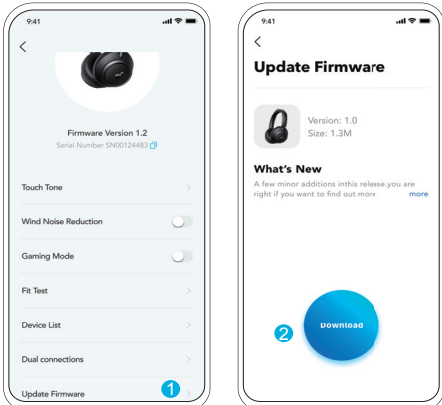 9:41
Firmware Version 1.2
Serial Number SN00124483
Touch Tone
Wind Noise Reduction
Gaming Mode
Fit Test
Device List
Dual connections
Update Firmware
1
9:41
Update Firmware
Version: 1.0
Size: 1.3M
What's New
A few minor additions inthis release,you are
right if you want to find out more more
Download
2